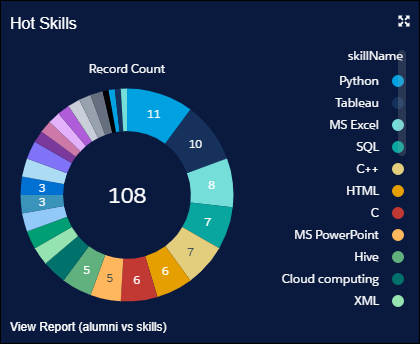 Hot Skills
Record Count
11
10
8
7
7
6
6
5
5
3
3
108
skillName
Python
Tableau
MS Excel
SQL
C++
HTML
C
MS PowerPoint
Hive
Cloud computing
XML
View Report (alumni vs skills)